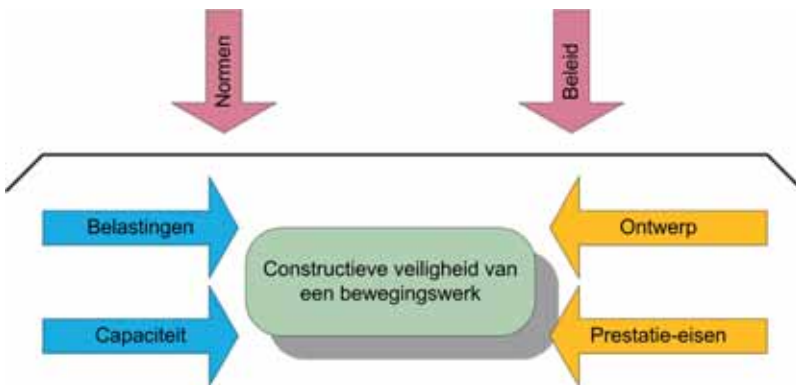 Normen
Beleid
Belastingen
Ontwerp
Constructieve veiligheid van
een bewegingswerk
Capaciteit
Prestatie-eisen